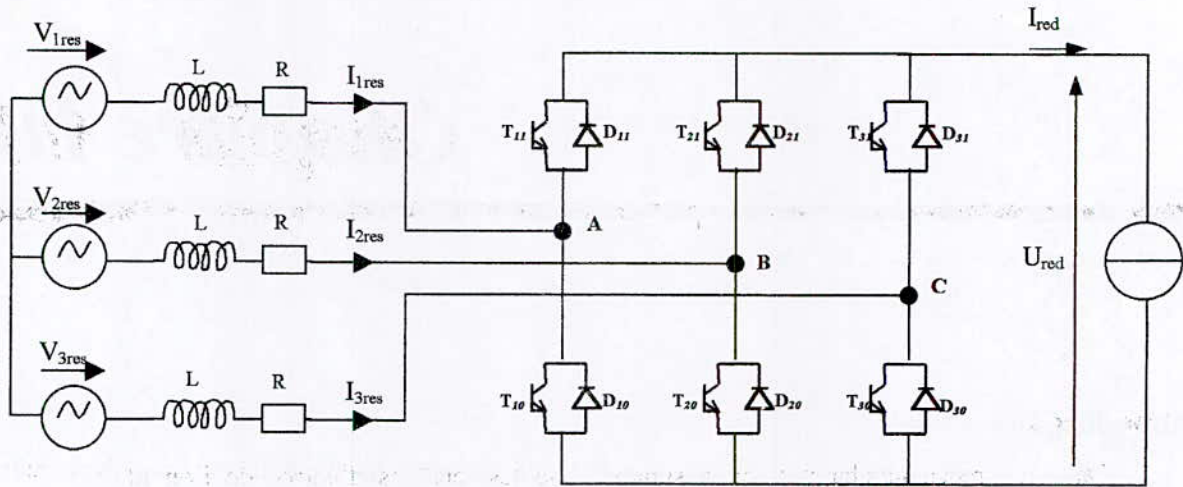 V1res
L R I1res
Ired
T11 D11 T21 D21 T31 D31
V2res
L R I2res
A
B
Ured
C
V3res
L R I3res
T10 D10 T20 D20 T30 D30